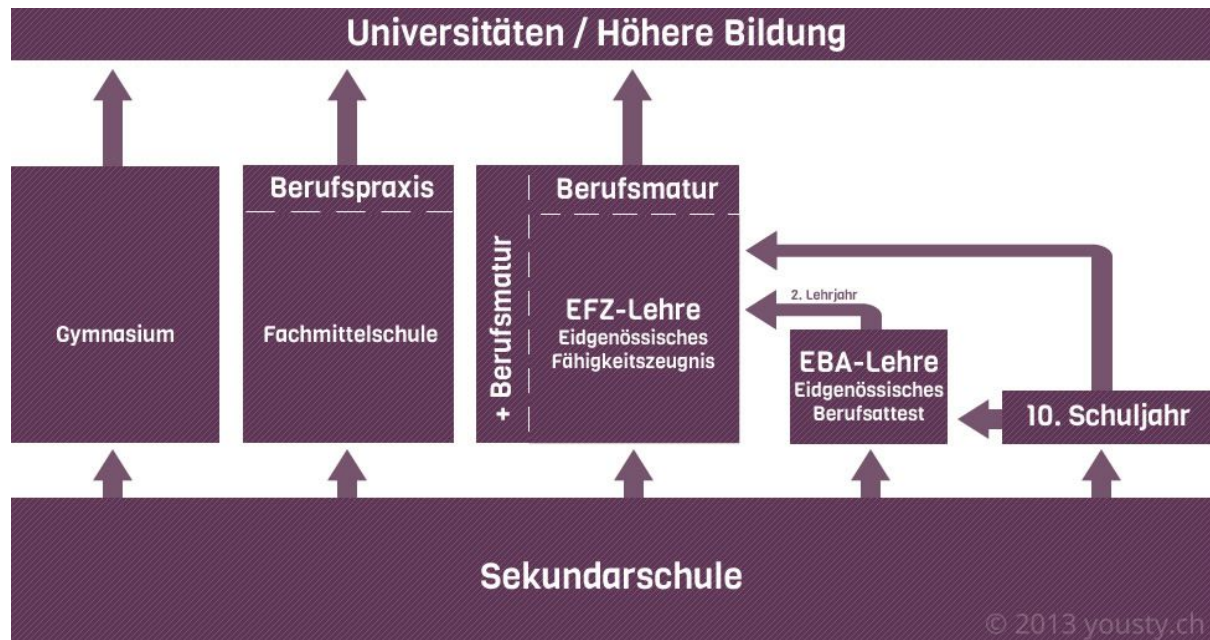 Universitäten / Höhere Bildung
Gymnasium
Berufspraxis
Fachmittelschule
+ Berufsmatur
Berufsmatur
EFZ-Lehre
Eidgenössisches
Fähigkeitszeugnis
2. Lehrjahr
EBA-Lehre
Eidgenössisches
Berufsattest
10. Schuljahr
Sekundarschule
© 2013 yousty.ch